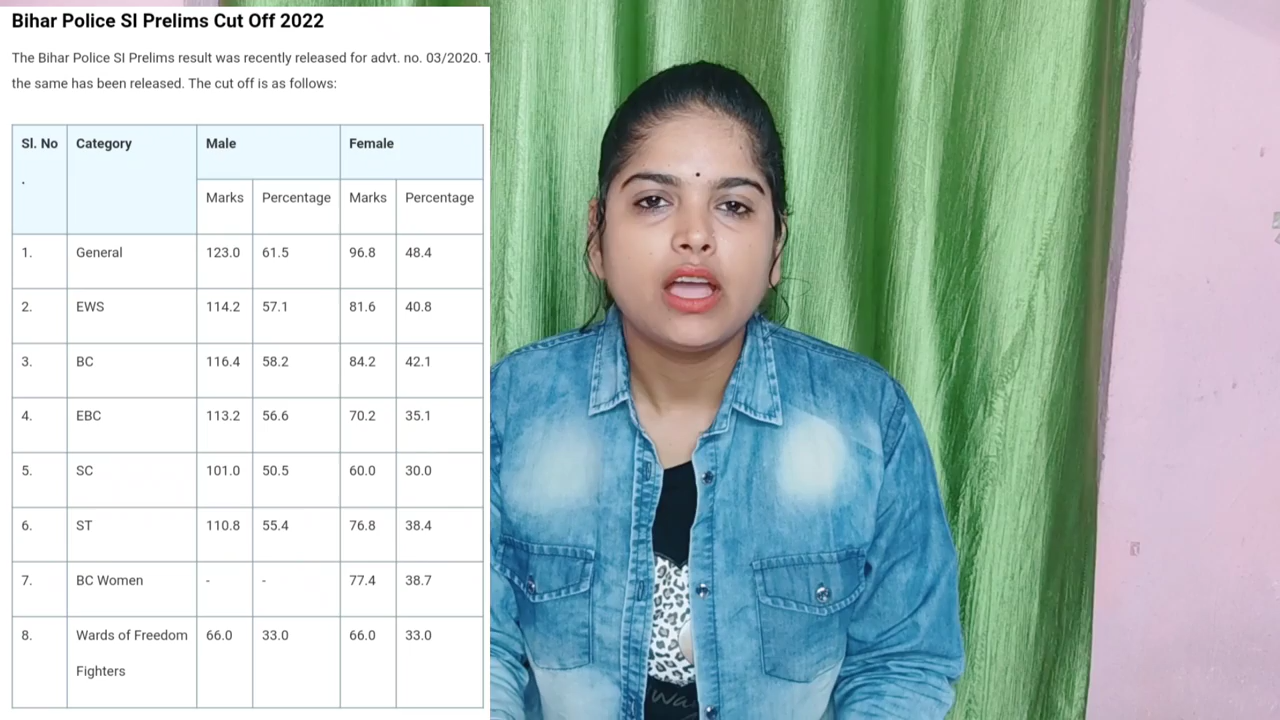 Bihar Police SI Prelims Cut Off 2022
The Bihar Police SI Prelims result was recently released for advt. no. 03/2020.
the same has been released. The cut off is as follows:
Sl. No. Category Male Female
Marks Percentage Marks Percentage
1. General 123.0 61.5 96.8 48.4
2. EWS 114.2 57.1 81.6 40.8
3. BC 116.4 58.2 84.2 42.1
4. EBC 113.2 56.6 70.2 35.1
5. SC 101.0 50.5 60.0 30.0
6. ST 110.8 55.4 76.8 38.4
7. BC Women - - 77.4 38.7
8. Wards of Freedom 66.0 33.0 66.0 33.0
Fighters